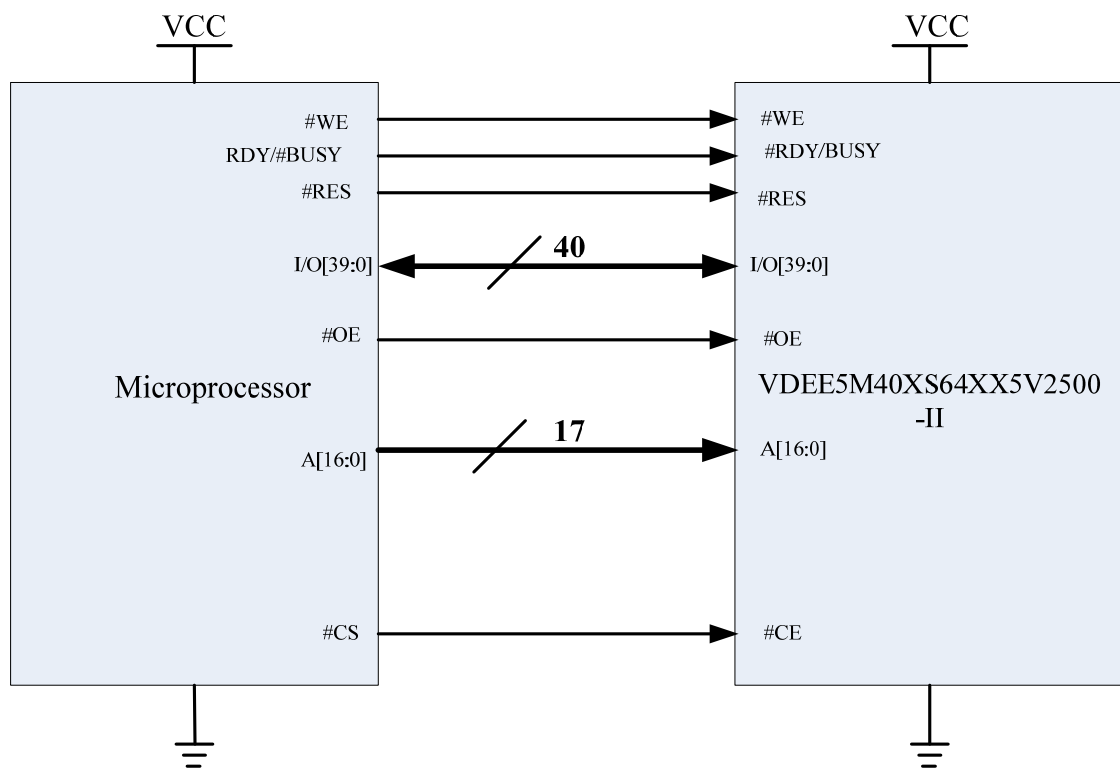 VCC
VCC
#WE
#WE
RDY/#BUSY
#RDY/BUSY
#RES
#RES
40
I/O[39:0]
I/O[39:0]
#OE
#OE
Microprocessor
VDEE5M40XS64XX5V2500
-II
17
A[16:0]
A[16:0]
#CS
#CE